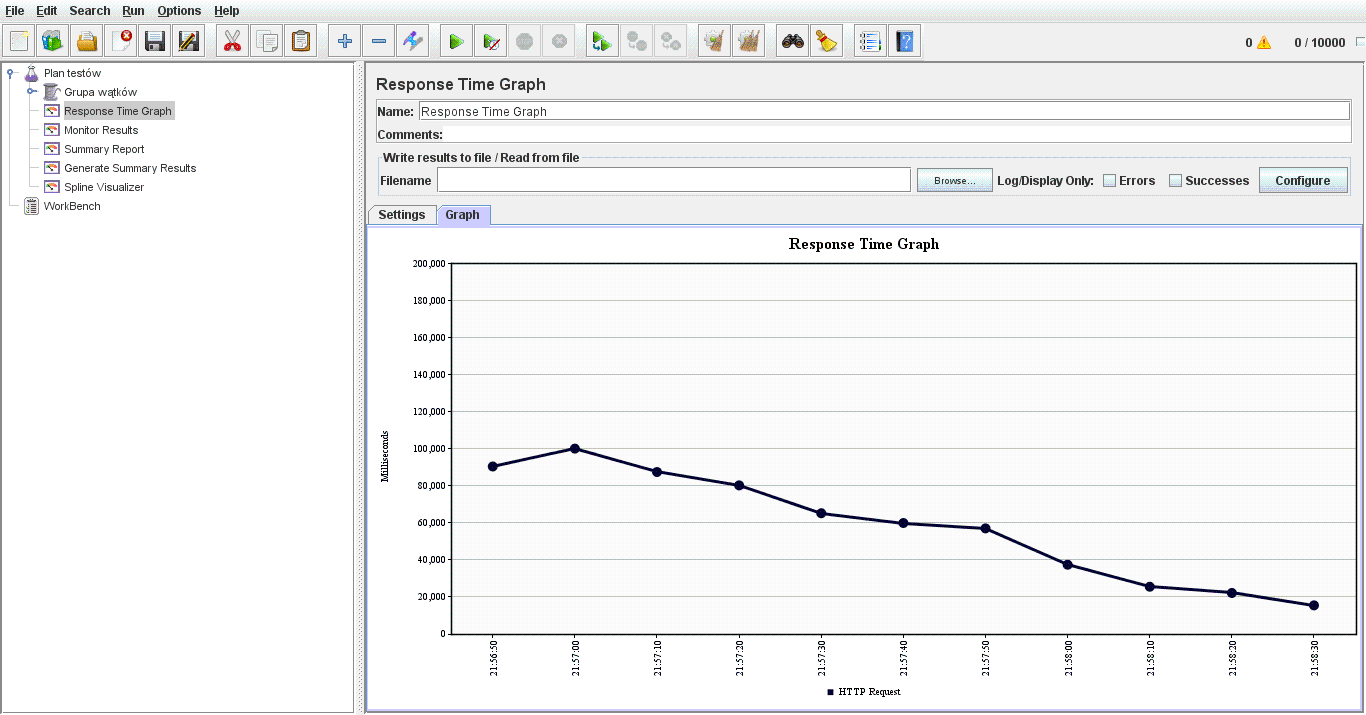 File Edit Search Run Options Help
0 0 / 10000
Plan testów
Grupa wątków
Response Time Graph
Monitor Results
Summary Report
Generate Summary Results
Spline Visualizer
WorkBench
Response Time Graph
Name: Response Time Graph
Comments:
Write results to file / Read from file
Filename Browse... Log/Display Only: Errors Successes Configure
Settings Graph
Response Time Graph
200,000
180,000
160,000
140,000
120,000
100,000
80,000
60,000
40,000
20,000
0
Milliseconds
21:56:50 21:57:00 21:57:10 21:57:20 21:57:30 21:57:40 21:57:50 21:58:00 21:58:10 21:58:20 21:58:30
HTTP Request